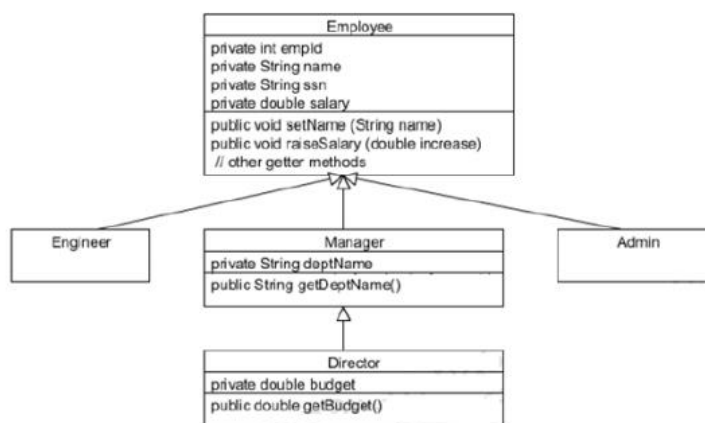 Employee
private int empId
private String name
private String ssn
private double salary
public void setName (String name)
public void raiseSalary (double increase)
// other getter methods
Engineer
Manager
Admin
private String deptName
public String getDeptName()
Director
private double budget
public double getBudget()